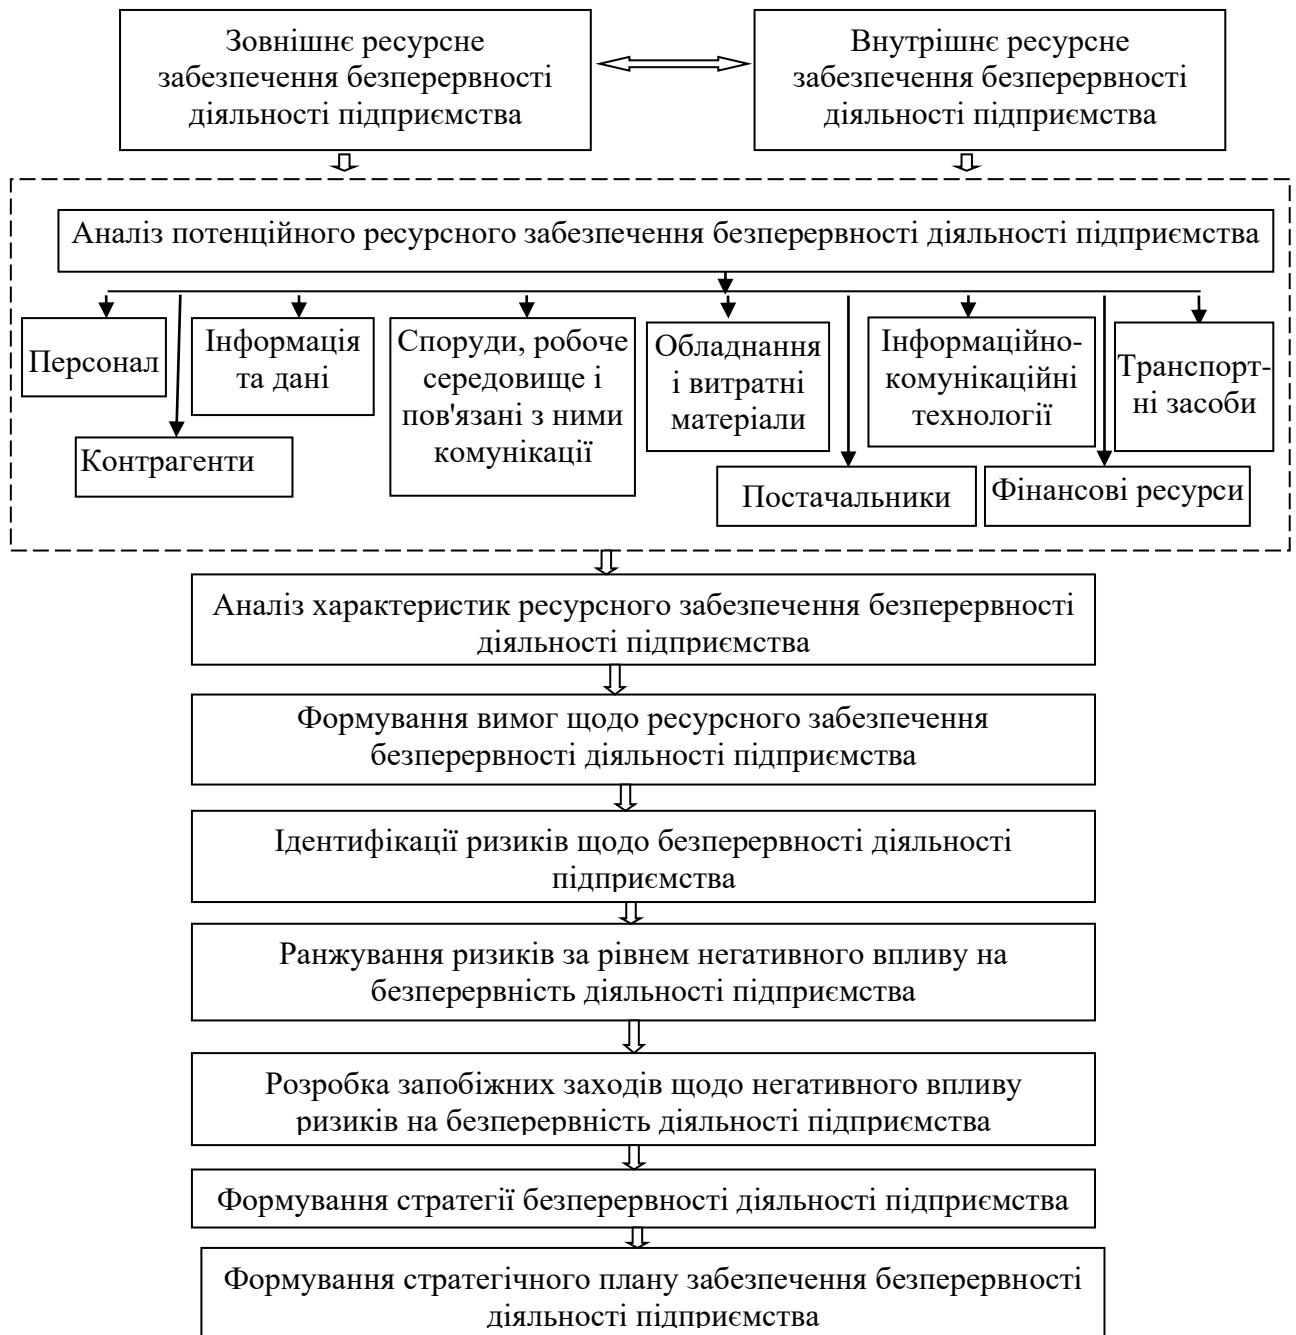 Зовнішнє ресурсне
забезпечення безперервності
діяльності підприємства
Внутрішнє ресурсне
забезпечення безперервності
діяльності підприємства
Аналіз потенційного ресурсного забезпечення безперервності діяльності підприємства
Персонал
Інформація
та дані
Споруди, робоче
середовище і
пов'язані з ними
комунікації
Обладнання
і витратні
матеріали
Інформаційно-
комунікаційні
технології
Транспорт-
ні засоби
Контрагенти
Постачальники
Фінансові ресурси
Аналіз характеристик ресурсного забезпечення безперервності
діяльності підприємства
Формування вимог щодо ресурсного забезпечення
безперервності діяльності підприємства
Ідентифікації ризиків щодо безперервності діяльності
підприємства
Ранжування ризиків за рівнем негативного впливу на
безперервність діяльності підприємства
Розробка запобіжних заходів щодо негативного впливу
ризиків на безперервність діяльності підприємства
Формування стратегії безперервності діяльності підприємства
Формування стратегічного плану забезпечення безперервності
діяльності підприємства